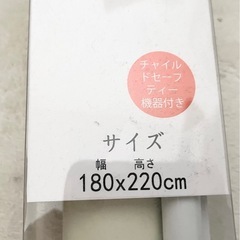 チャイル
ドセーフ
ティー
機器付き
サイズ
幅 高さ
180x220cm